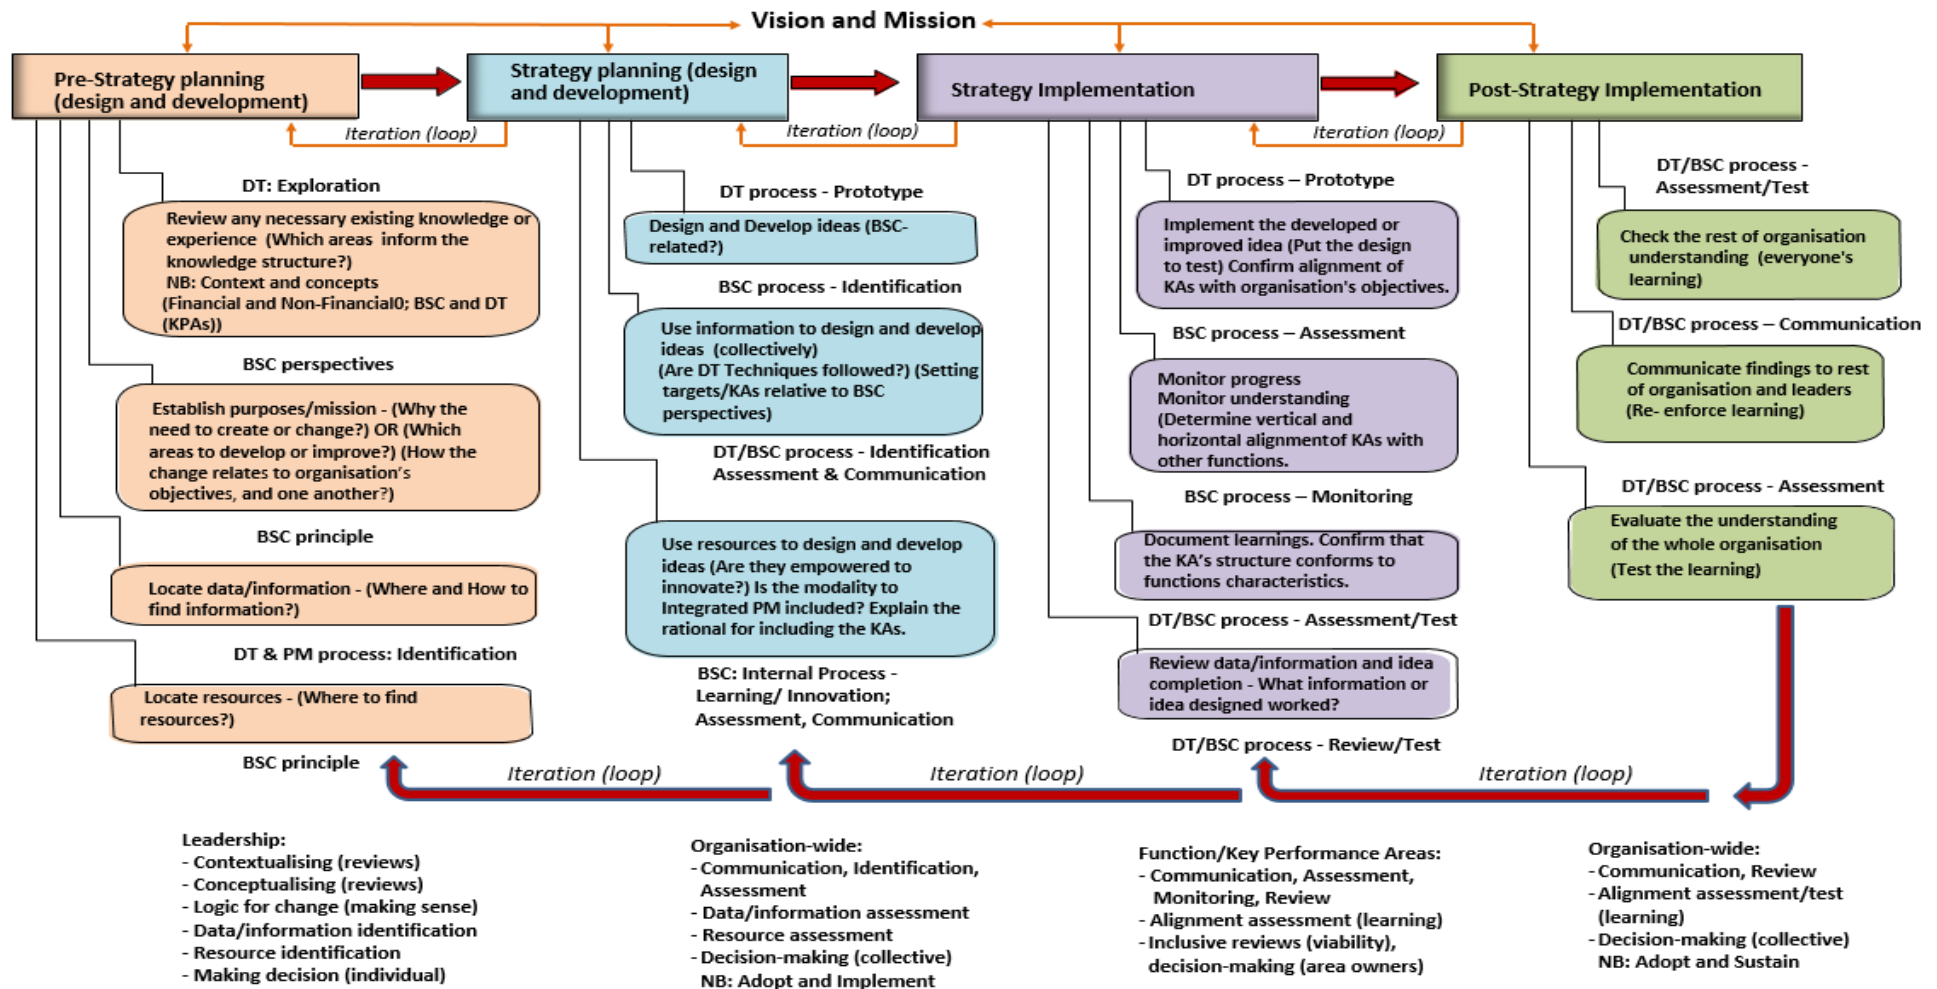 Vision and Mission
Pre-Strategy planning
(design and development)
Strategy planning (design
and development)
Strategy Implementation
Post-Strategy Implementation
Iteration (loop)
Iteration (loop)
Iteration (loop)
DT: Exploration
Review any necessary existing knowledge or
experience (Which areas inform the
knowledge structure?)
NB: Context and concepts
(Financial and Non-Financial0; BSC and DT
(KPAs))
BSC perspectives
Establish purposes/mission - (Why the
need to create or change?) OR (Which
areas to develop or improve?) (How the
change relates to organisation's
objectives, and one another?)
BSC principle
Locate data/information - (Where and How to
find information?)
DT & PM process: Identification
Locate resources - (Where to find
resources?)
BSC principle
DT process - Prototype
Design and Develop ideas (BSC-
related?)
BSC process - Identification
Use information to design and develop
ideas (collectively)
(Are DT Techniques followed?) (Setting
targets/KAs relative to BSC
perspectives)
DT/BSC process - Identification
Assessment & Communication
Use resources to design and develop
ideas (Are they empowered to
innovate?) Is the modality to
Integrated PM included? Explain the
rational for including the KAs.
BSC: Internal Process -
Learning/ Innovation;
Assessment, Communication
DT process – Prototype
Implement the developed or
improved idea (Put the design
to test) Confirm alignment of
KAs with organisation's objectives.
BSC process – Assessment
Monitor progress
Monitor understanding
(Determine vertical and
horizontal alignment of KAs with
other functions.
BSC process – Monitoring
Document learnings. Confirm that
the KA's structure conforms to
functions characteristics.
DT/BSC process - Assessment/Test
Review data/information and idea
completion - What information or
idea designed worked?
DT/BSC process - Review/Test
DT/BSC process -
Assessment/Test
Check the rest of organisation
understanding (everyone's
learning)
DT/BSC process – Communication
Communicate findings to rest
of organisation and leaders
(Re- enforce learning)
DT/BSC process - Assessment
Evaluate the understanding
of the whole organisation
(Test the learning)
Iteration (loop)
Iteration (loop)
Iteration (loop)
Leadership:
- Contextualising (reviews)
- Conceptualising (reviews)
- Logic for change (making sense)
- Data/information identification
- Resource identification
- Making decision (individual)
Organisation-wide:
- Communication, Identification,
Assessment
- Data/information assessment
- Resource assessment
- Decision-making (collective)
NB: Adopt and Implement
Function/Key Performance Areas:
- Communication, Assessment,
Monitoring, Review
- Alignment assessment (learning)
- Inclusive reviews (viability),
decision-making (area owners)
Organisation-wide:
- Communication, Review
- Alignment assessment/test
(learning)
- Decision-making (collective)
NB: Adopt and Sustain